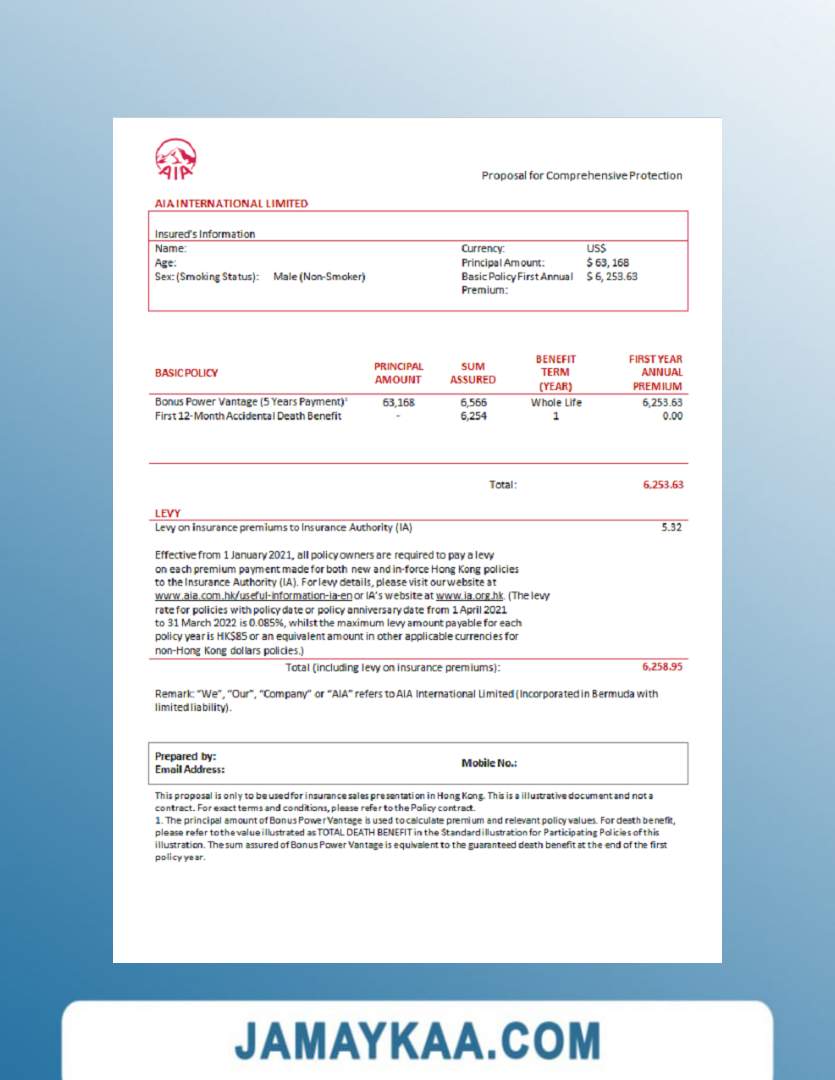 AIA
Proposal for Comprehensive Protection
AIA INTERNATIONAL LIMITED
Insured's Information
Name:
Currency: US$
Age:
Principal Amount: $ 63, 168
Sex: (Smoking Status): Male (Non-Smoker)
Basic Policy First Annual $ 6, 253.63
Premium:
BASIC POLICY
PRINCIPAL
AMOUNT
SUM
ASSURED
BENEFIT
TERM
(YEAR)
FIRST YEAR
ANNUAL
PREMIUM
Bonus Power Vantage (5 Years Payment)¹ 63,168 6,566 Whole Life 6,253.63
First 12-Month Accidental Death Benefit - 6,254 1 0.00
Total: 6,253.63
LEVY
Levy on insurance premiums to Insurance Authority (IA) 5.32
Effective from 1 January 2021, all policy owners are required to pay a levy
on each premium payment made for both new and in-force Hong Kong policies
to the Insurance Authority (IA). For levy details, please visit our website at
www.aia.com.hk/useful-information-ia-en or IA's website at www.ia.org.hk. (The levy
rate for policies with policy date or policy anniversary date from 1 April 2021
to 31 March 2022 is 0.085%, whilst the maximum levy amount payable for each
policy year is HK$85 or an equivalent amount in other applicable currencies for
non-Hong Kong dollars policies.)
Total (including levy on insurance premiums): 6,258.95
Remark: "We", "Our", "Company" or "AIA" refers to AIA International Limited (Incorporated in Bermuda with
limited liability).
Prepared by:
Email Address:
Mobile No.:
This proposal is only to be used for insurance sales presentation in Hong Kong. This is a illustrative document and not a
contract. For exact terms and conditions, please refer to the Policy contract.
1. The principal amount of Bonus Power Vantage is used to calculate premium and relevant policy values. For death benefit,
please refer to the value illustrated as TOTAL DEATH BENEFIT in the Standard illustration for Participating Policies of this
illustration. The sum assured of Bonus Power Vantage is equivalent to the guaranteed death benefit at the end of the first
policy year.
JAMAYKAA.COM